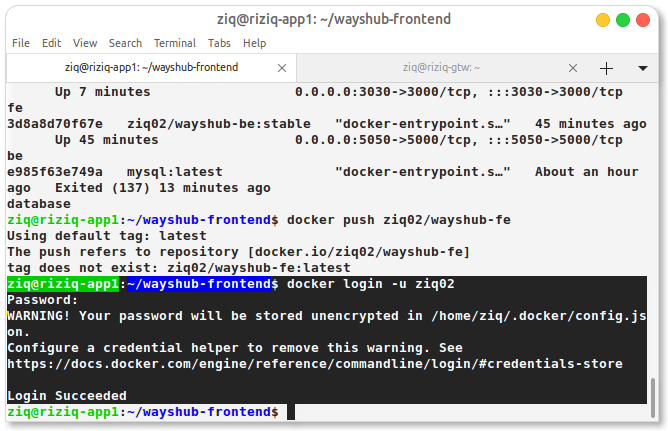 ziq@riziq-app1: ~/wayshub-frontend
File Edit View Search Terminal Tabs Help
ziq@riziq-app1: ~/wayshub-frontend ziq@riziq-gtw: ~
Up 7 minutes 0.0.0.0:3030->3000/tcp, :::3030->3000/tcp
fe
3d8a8d70f67e ziq02/wayshub-be:stable "docker-entrypoint.s…" 45 minutes ago
Up 45 minutes 0.0.0.0:5050->5000/tcp, :::5050->5000/tcp
be
e985f63e749a mysql:latest "docker-entrypoint.s…" About an hour
ago Exited (137) 13 minutes ago
database
ziq@riziq-app1:~/wayshub-frontend$ docker push ziq02/wayshub-fe
Using default tag: latest
The push refers to repository [docker.io/ziq02/wayshub-fe]
tag does not exist: ziq02/wayshub-fe:latest
ziq@riziq-app1:~/wayshub-frontend$ docker login -u ziq02
Password:
WARNING! Your password will be stored unencrypted in /home/ziq/.docker/config.js
on.
Configure a credential helper to remove this warning. See
https://docs.docker.com/engine/reference/commandline/login/#credentials-store
Login Succeeded
ziq@riziq-app1:~/wayshub-frontend$